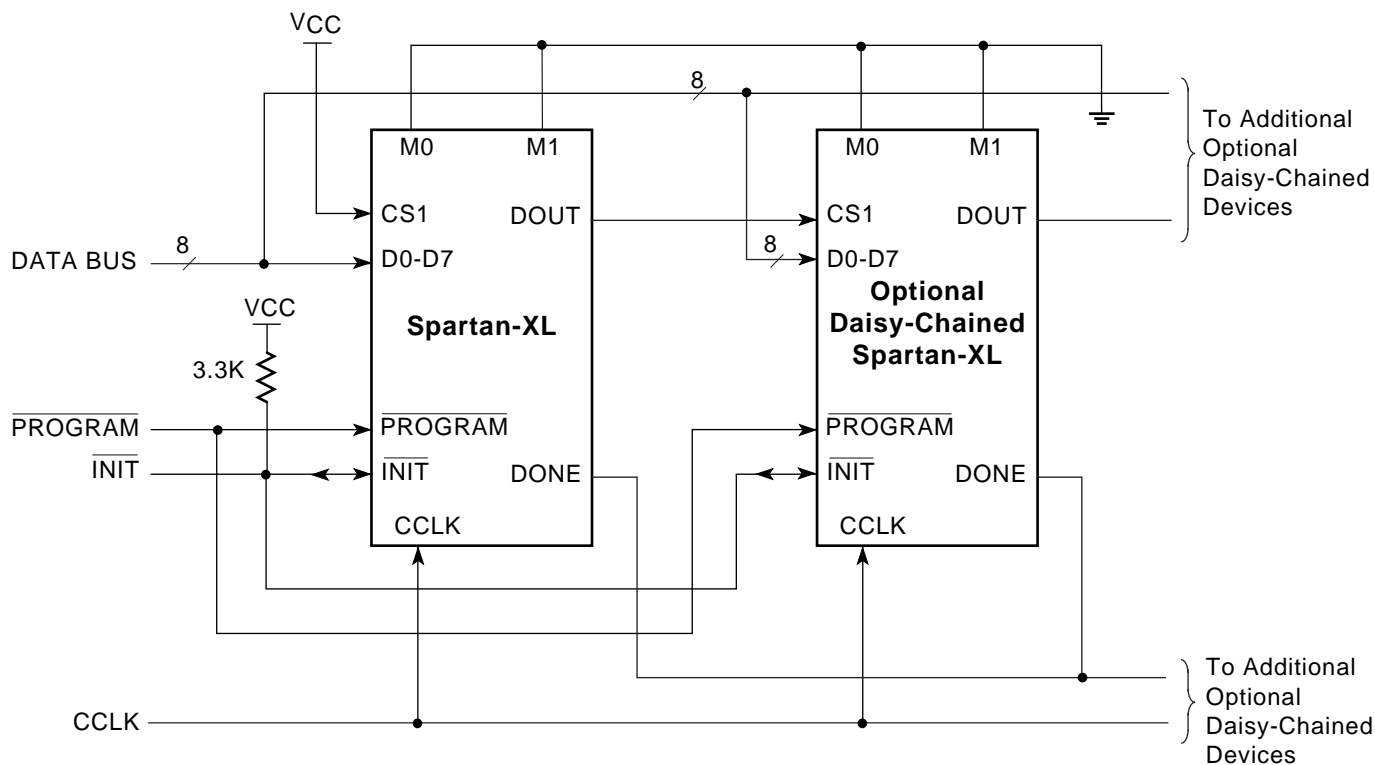 VCC
8
M0 M1
M0 M1
To Additional
Optional
Daisy-Chained
Devices
CS1 DOUT
CS1 DOUT
DATA BUS 8
D0-D7
8 D0-D7
VCC
3.3K
Spartan-XL
Optional
Daisy-Chained
Spartan-XL
PROGRAM
PROGRAM
PROGRAM
INIT
INIT DONE
INIT DONE
CCLK
CCLK
CCLK
To Additional
Optional
Daisy-Chained
Devices